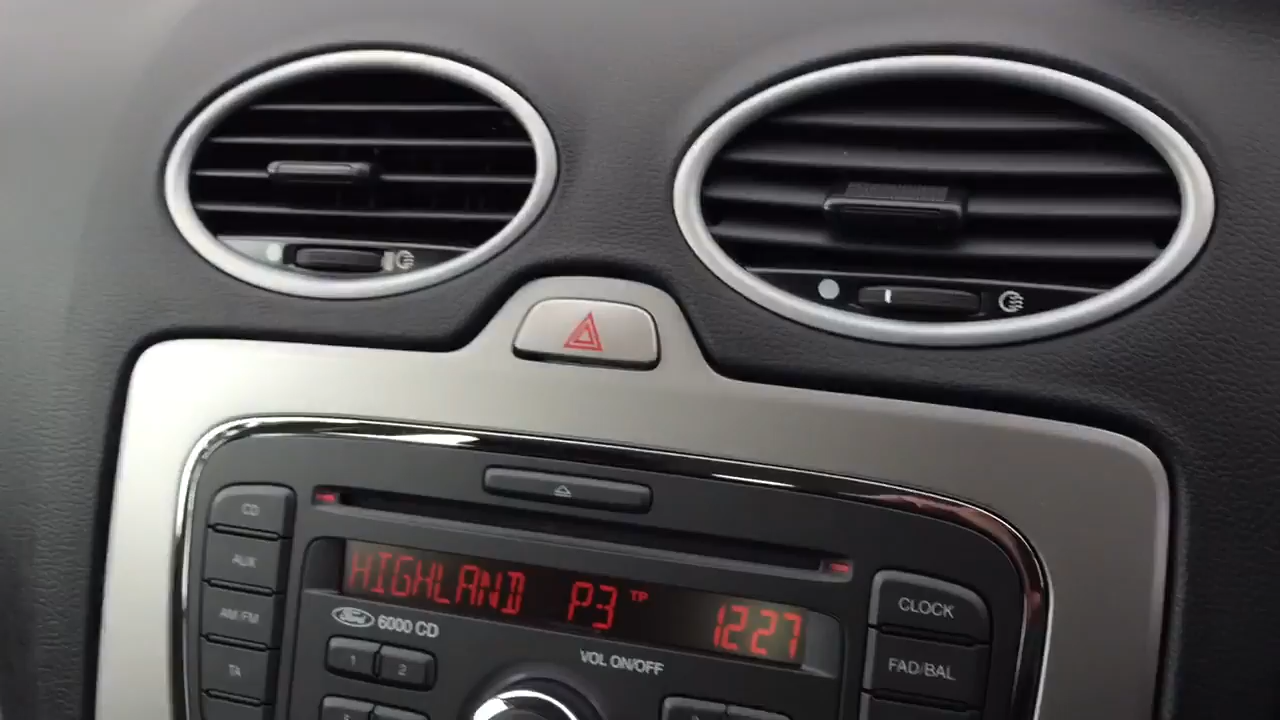 CD
AUX
AM/FM
TA
HIGHLAND P3 TP 1227
Ford 6000 CD
VOL ON/OFF
1 2
CLOCK
FAD/BAL